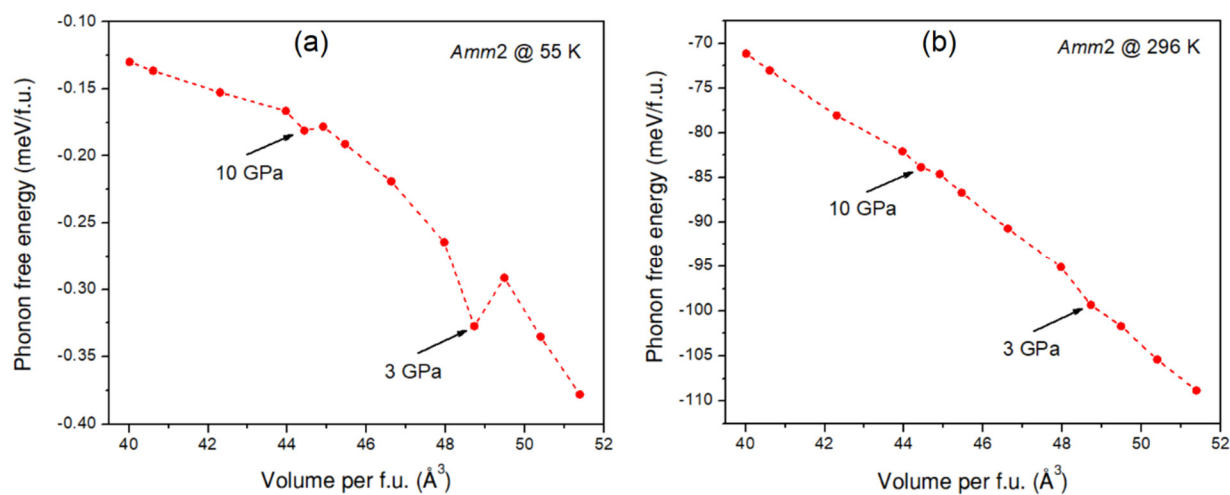 (a)
Amm2 @ 55 K
Phonon free energy (meV/f.u.)
-0.10
-0.15
-0.20
-0.25
-0.30
-0.35
-0.40
10 GPa
3 GPa
40 42 44 46 48 50 52
Volume per f.u. (Å³)
(b)
Amm2 @ 296 K
Phonon free energy (meV/f.u.)
-70
-75
-80
-85
-90
-95
-100
-105
-110
10 GPa
3 GPa
40 42 44 46 48 50 52
Volume per f.u. (Å³)